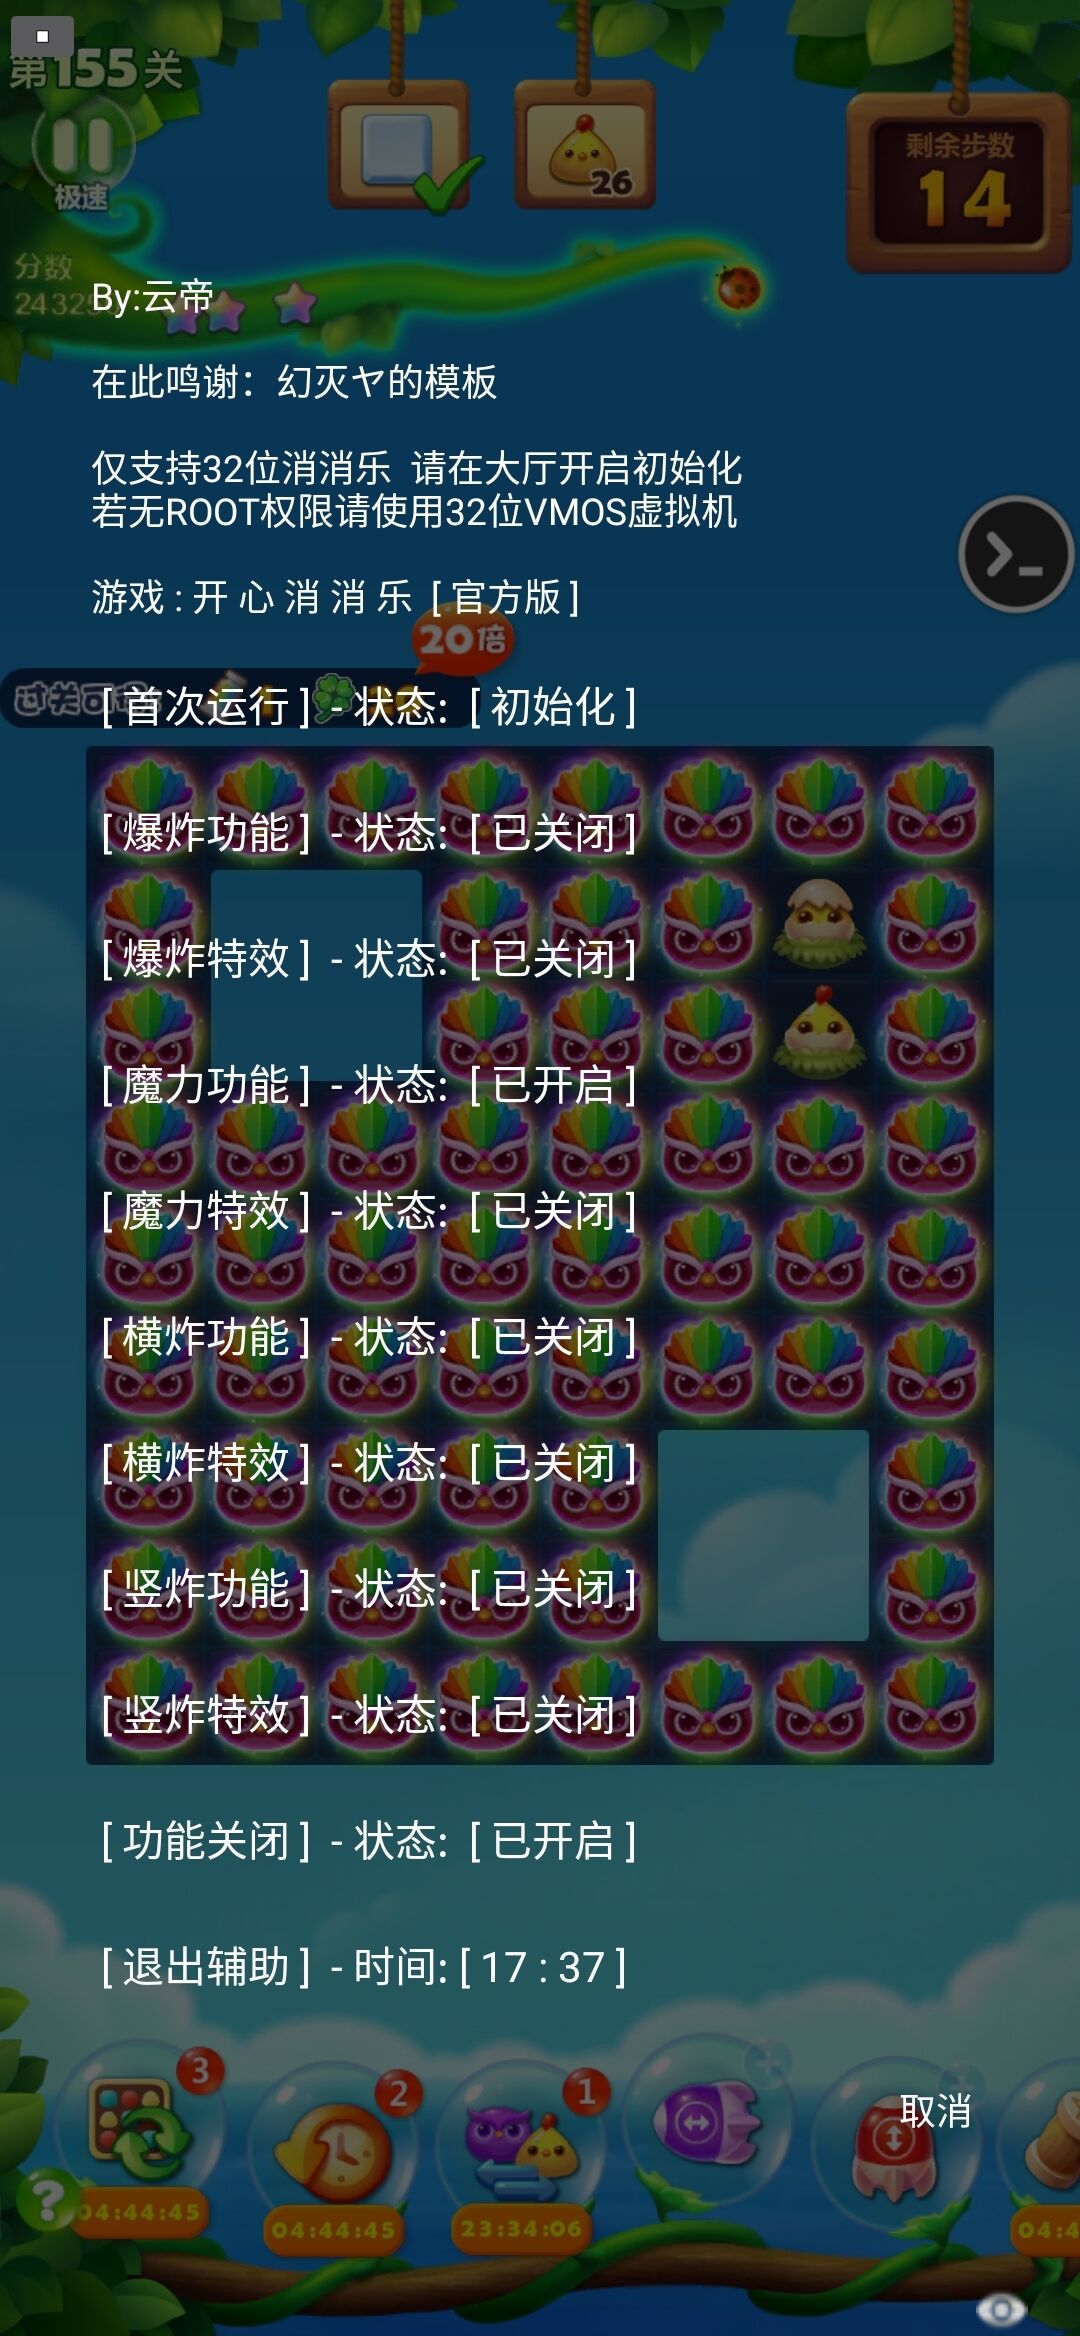 第155关
极速
26
剩余步数
14
分数
2432
By:云帝
在此鸣谢：幻灭ヤ的模板
仅支持32位消消乐 请在大厅开启初始化
若无ROOT权限请使用32位VMOS虚拟机
游戏 : 开 心 消 消 乐 [ 官方版 ]
20倍
[ 首次运行 ] - 状态: [ 初始化 ]
[ 爆炸功能 ] - 状态: [ 已关闭 ]
[ 爆炸特效 ] - 状态: [ 已关闭 ]
[ 魔力功能 ] - 状态: [ 已开启 ]
[ 魔力特效 ] - 状态: [ 已关闭 ]
[ 横炸功能 ] - 状态: [ 已关闭 ]
[ 横炸特效 ] - 状态: [ 已关闭 ]
[ 竖炸功能 ] - 状态: [ 已关闭 ]
[ 竖炸特效 ] - 状态: [ 已关闭 ]
[ 功能关闭 ] - 状态: [ 已开启 ]
[ 退出辅助 ] - 时间: [ 17 : 37 ]
3
2
1
取消
?
04:44:45
04:44:45
23:34:06
04:4